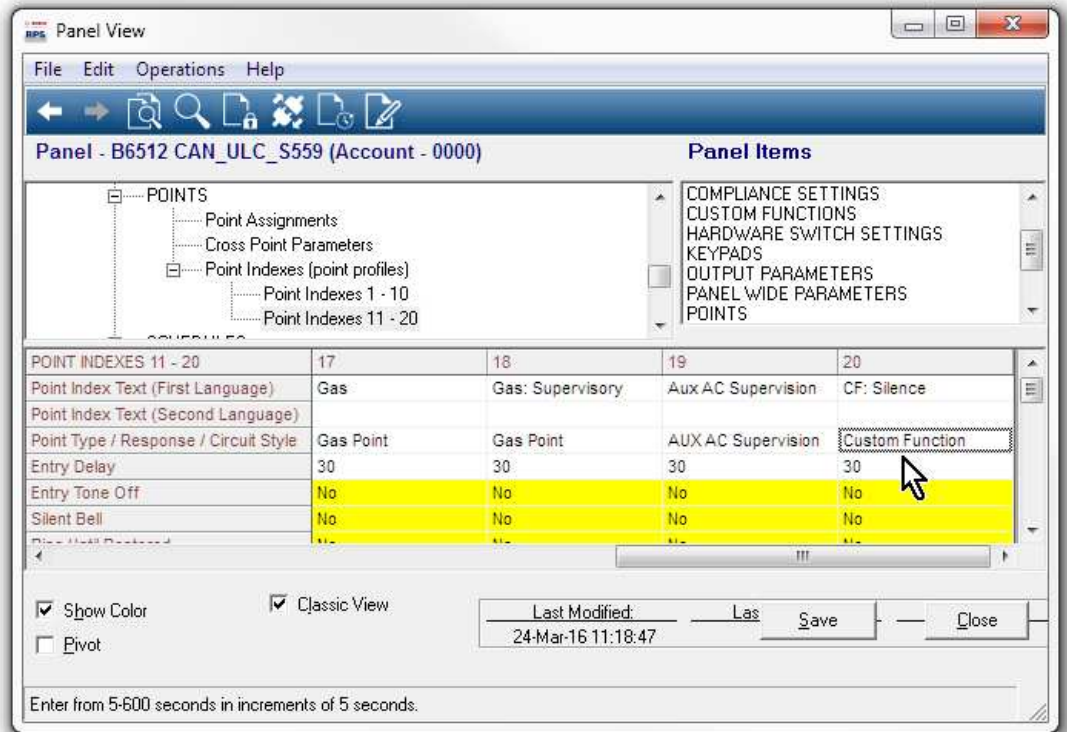 RPS Panel View
File Edit Operations Help
Panel - B6512 CAN_ULC_S559 (Account - 0000)
Panel Items
POINTS
Point Assignments
Cross Point Parameters
Point Indexes (point profiles)
Point Indexes 1 - 10
Point Indexes 11 - 20
COMPLIANCE SETTINGS
CUSTOM FUNCTIONS
HARDWARE SWITCH SETTINGS
KEYPADS
OUTPUT PARAMETERS
PANEL WIDE PARAMETERS
POINTS
POINT INDEXES 11 - 20 17 18 19 20
Point Index Text (First Language) Gas Gas: Supervisory Aux AC Supervision CF: Silence
Point Index Text (Second Language)
Point Type / Response / Circuit Style Gas Point Gas Point AUX AC Supervision Custom Function
Entry Delay 30 30 30 30
Entry Tone Off No No No No
Silent Bell No No No No
Show Color
Classic View
Pivot
Last Modified:
24-Mar-16 11:18:47
Las
Save
Close
Enter from 5-600 seconds in increments of 5 seconds.